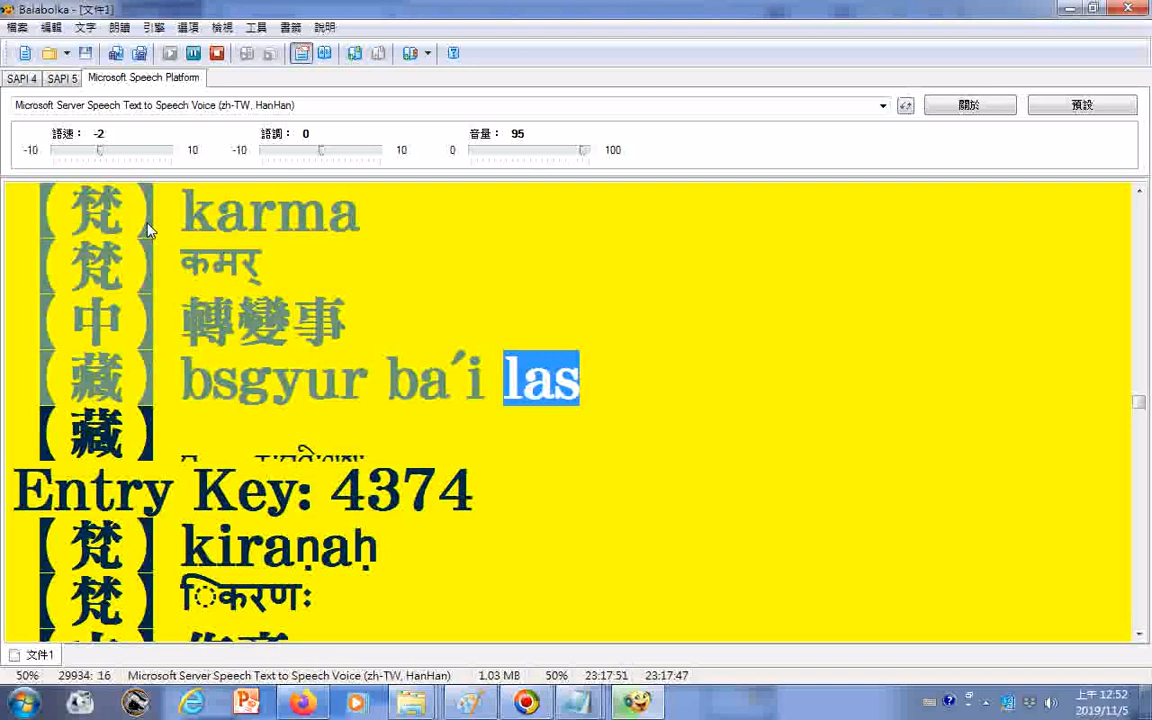 Balabolka - [文件1]
檔案 編輯 文字 朗讀 引擎 選項 檢視 工具 書籤 說明
SAPI 4 SAPI 5 Microsoft Speech Platform
Microsoft Server Speech Text to Speech Voice (zh-TW, HanHan) 關於 預設
語速： -2 語調： 0 音量： 95
-10 10 -10 10 0 100
【梵】 karma
【梵】 कमर्
【中】 轉變事
【藏】 bsgyur ba´i las
【藏】
Entry Key: 4374
【梵】 kiraṇaḥ
【梵】 िकरणः
文件1
50% 29934: 16 Microsoft Server Speech Text to Speech Voice (zh-TW, HanHan) 1.03 MB 50% 23:17:51 23:17:47
上午 12:52
2019/11/5